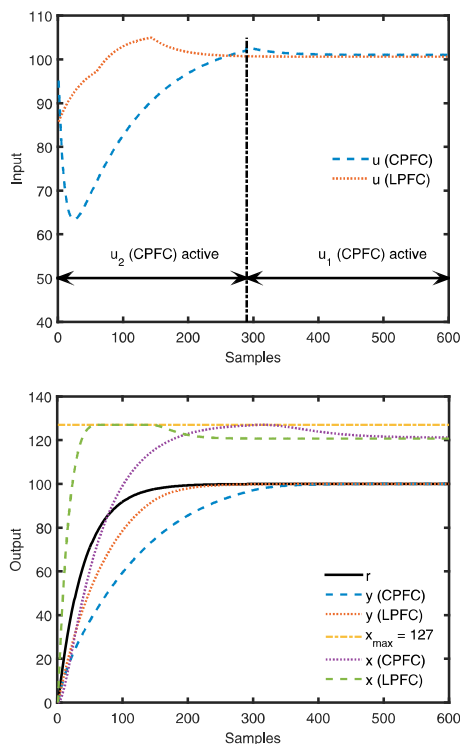 110
100
90
80
70
60
50
40
Input
u (CPFC)
u (LPFC)
u2 (CPFC) active
u1 (CPFC) active
0 100 200 300 400 500 600
Samples
140
120
100
80
60
40
20
0
Output
r
y (CPFC)
y (LPFC)
xmax = 127
x (CPFC)
x (LPFC)
0 100 200 300 400 500 600
Samples